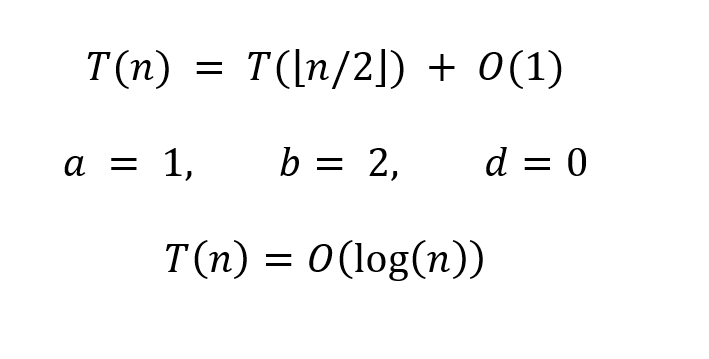 T(n) = T(⌊n/2⌋) + O(1)
a = 1, b = 2, d = 0
T(n) = O(log(n))